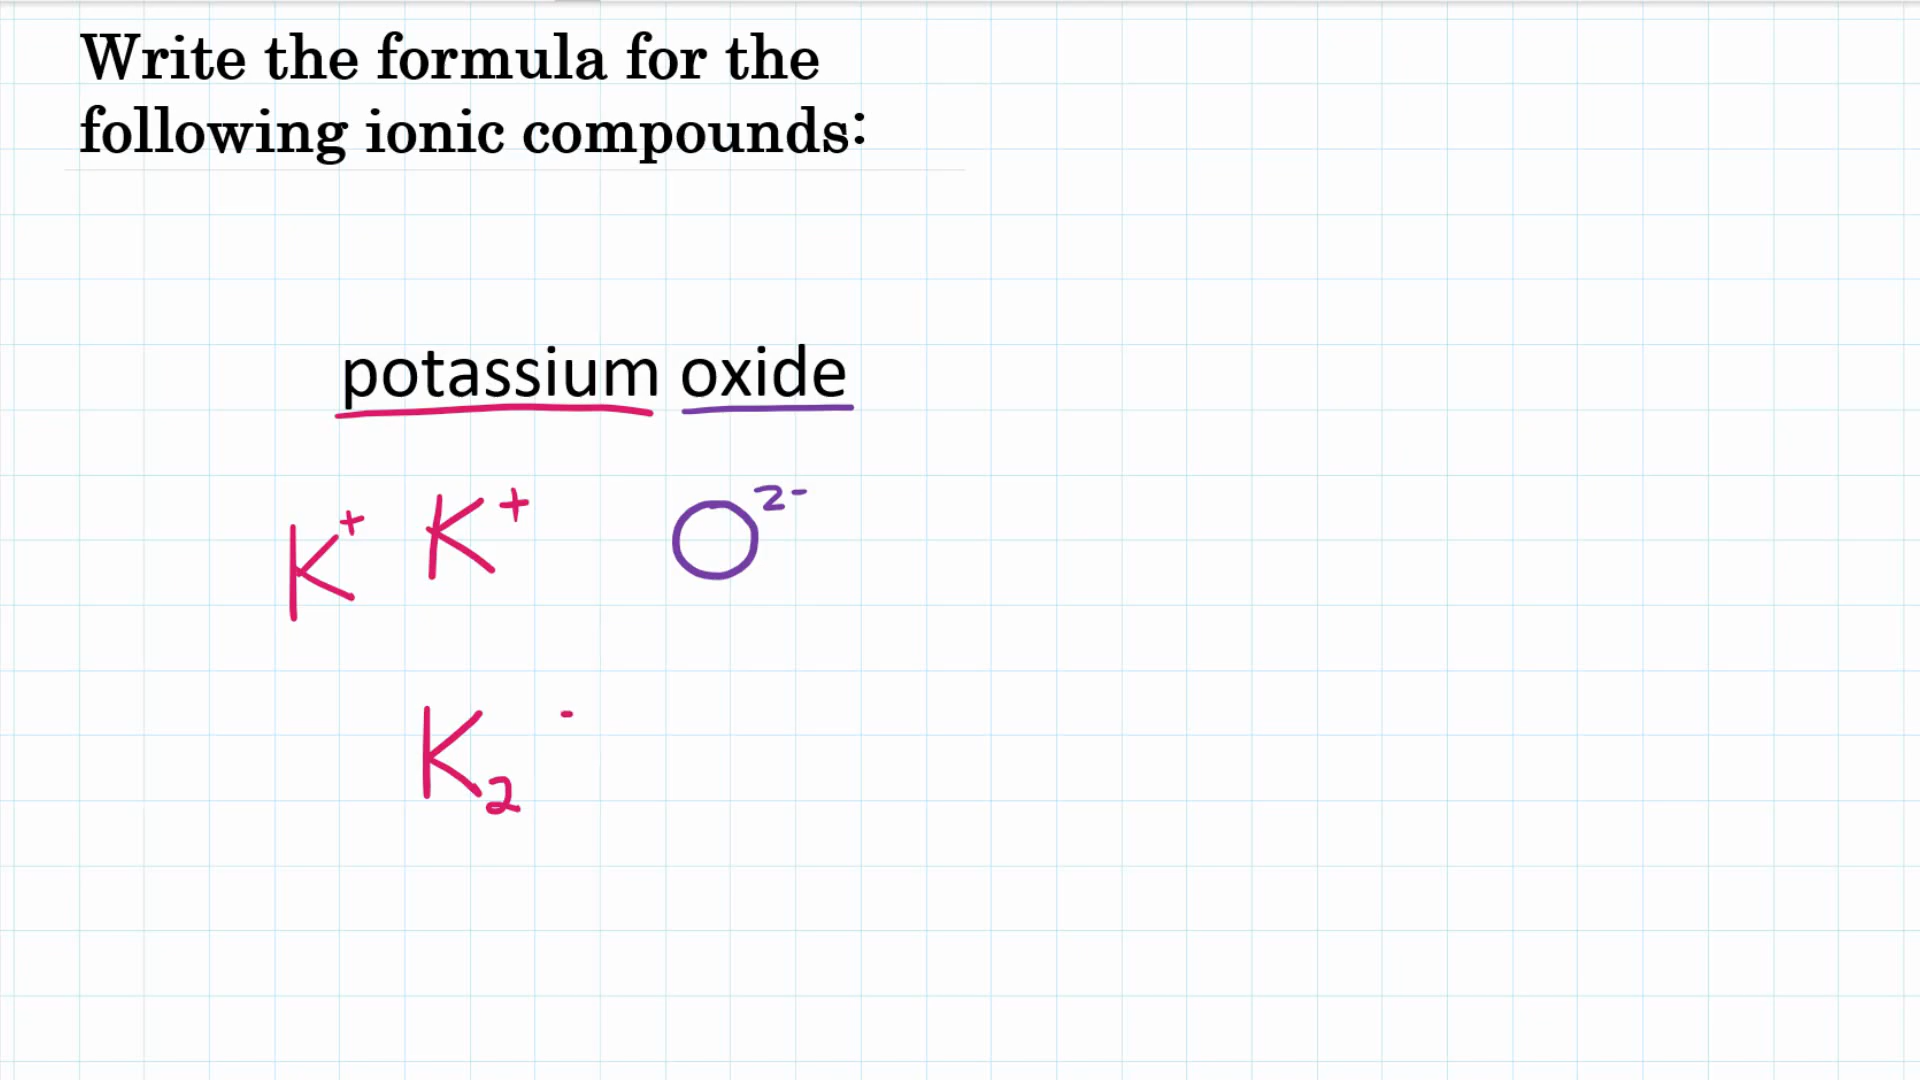 Write the formula for the
following ionic compounds:
potassium oxide
K⁺ K⁺ O²⁻
K₂ -